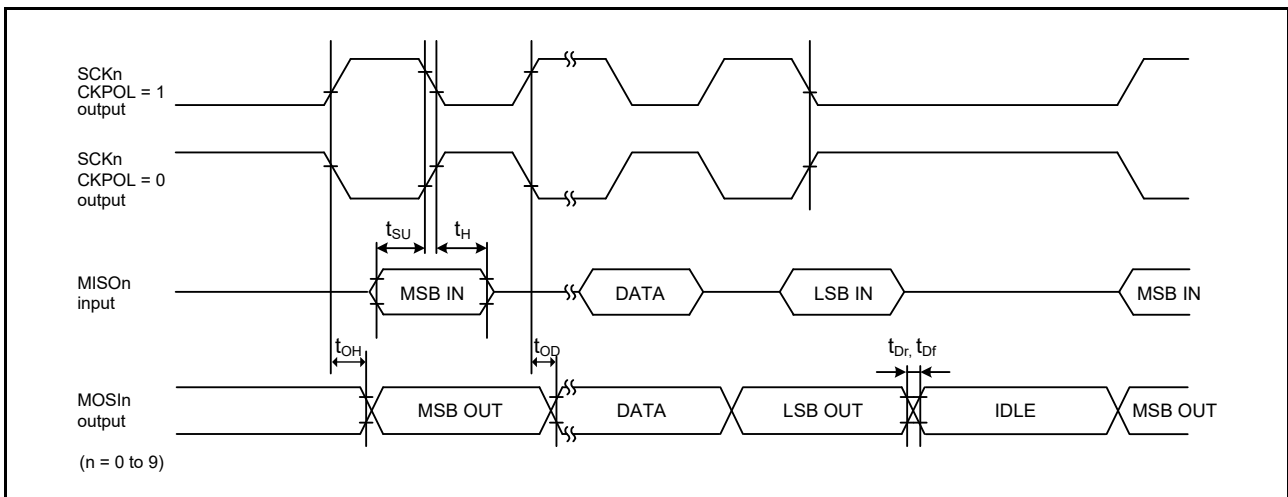 SCKn
CKPOL = 1
output
SCKn
CKPOL = 0
output
tSU
tH
MISOn
input
MSB IN
DATA
LSB IN
MSB IN
tOH
tOD
tDr, tDf
MOSIn
output
MSB OUT
DATA
LSB OUT
IDLE
MSB OUT
(n = 0 to 9)